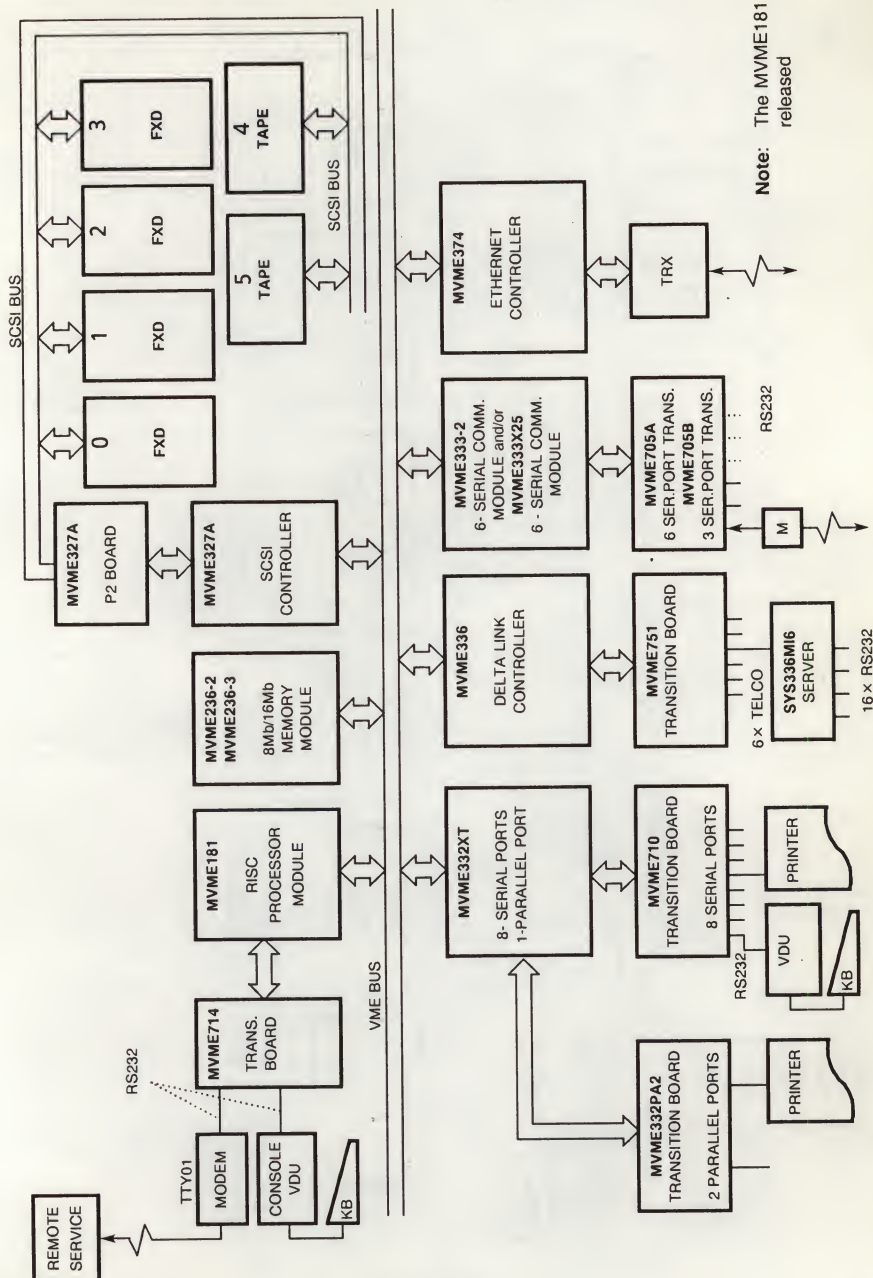 SCSI BUS
0
FXD
1
FXD
2
FXD
3
FXD
5
TAPE
4
TAPE
SCSI BUS
MVME327A
P2 BOARD
MVME327A
SCSI
CONTROLLER
MVME236-2
MVME236-3
8Mb/16Mb
MEMORY
MODULE
MVME181
RISC
PROCESSOR
MODULE
MVME714
TRANS.
BOARD
RS232
TTY01
MODEM
CONSOLE
VDU
KB
REMOTE
SERVICE
VME BUS
MVME332XT
8- SERIAL PORTS
1-PARALLEL PORT
MVME336
DELTA LINK
CONTROLLER
MVME333-2
6- SERIAL COMM.
MODULE and/or
MVME333X25
6 - SERIAL COMM.
MODULE
MVME374
ETHERNET
CONTROLLER
MVME332PA2
TRANSITION BOARD
2 PARALLEL PORTS
PRINTER
MVME710
TRANSITION BOARD
8 SERIAL PORTS
RS232
VDU
KB
PRINTER
MVME751
TRANSITION BOARD
6× TELCO
SYS336MI6
SERVER
16× RS232
MVME705A
6 SER.PORT TRANS.
MVME705B
3 SER.PORT TRANS.
RS232
M
TRX
Note: The MVME181
released